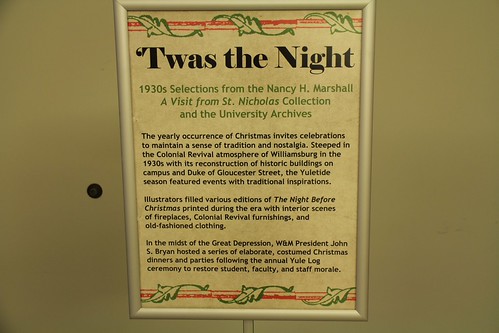 ‘Twas the Night
1930s Selections from the Nancy H. Marshall
A Visit from St. Nicholas Collection
and the University Archives
The yearly occurrence of Christmas invites celebrations
to maintain a sense of tradition and nostalgia. Steeped in
the Colonial Revival atmosphere of Williamsburg in the
1930s with its reconstruction of historic buildings on
campus and Duke of Gloucester Street, the Yuletide
season featured events with traditional inspirations.
Illustrators filled various editions of The Night Before
Christmas printed during the era with interior scenes
of fireplaces, Colonial Revival furnishings, and
old-fashioned clothing.
In the midst of the Great Depression, W&M President John
S. Bryan hosted a series of elaborate, costumed Christmas
dinners and parties following the annual Yule Log
ceremony to restore student, faculty, and staff morale.